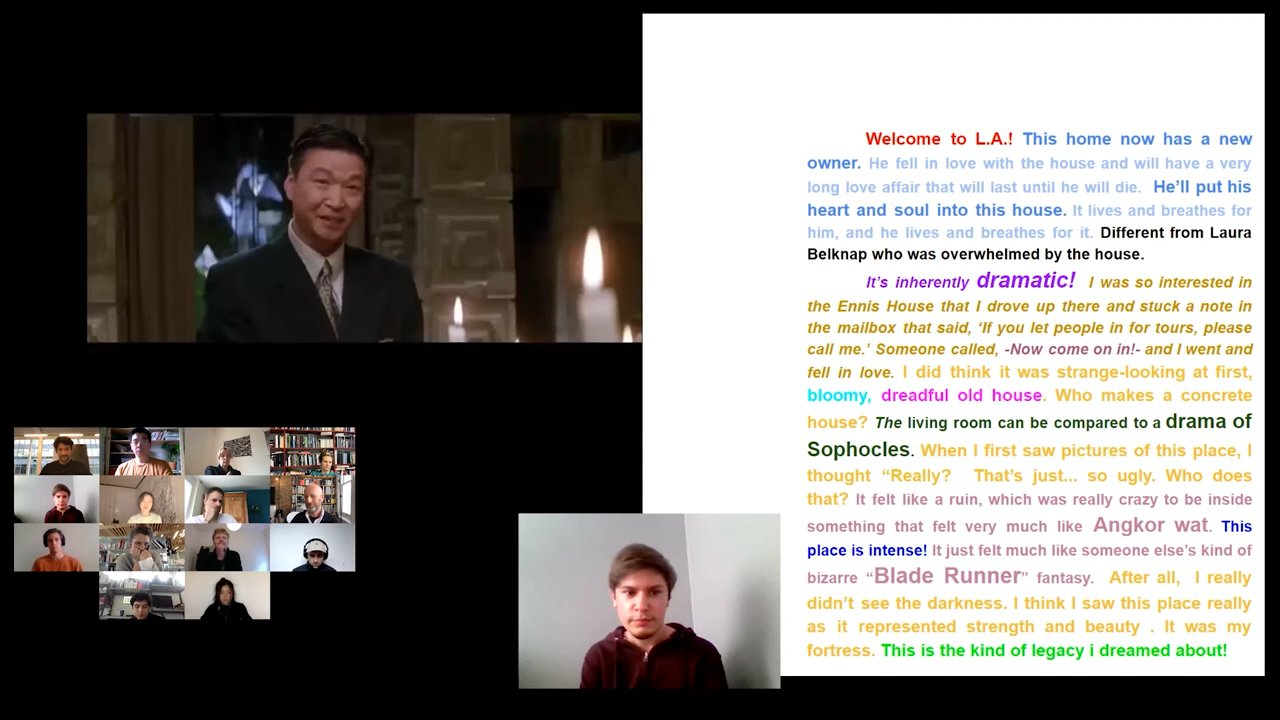 Welcome to L.A.! This home now has a new
owner. He fell in love with the house and will have a very
long love affair that will last until he will die. He'll put his
heart and soul into this house. It lives and breathes for
him, and he lives and breathes for it. Different from Laura
Belknap who was overwhelmed by the house.
It's inherently dramatic! I was so interested in
the Ennis House that I drove up there and stuck a note in
the mailbox that said, 'If you let people in for tours, please
call me.' Someone called, -Now come on in!- and I went and
fell in love. I did think it was strange-looking at first,
bloomy, dreadful old house. Who makes a concrete
house? The living room can be compared to a drama of
Sophocles. When I first saw pictures of this place, I
thought “Really? That's just... so ugly. Who does
that? It felt like a ruin, which was really crazy to be inside
something that felt very much like Angkor wat. This
place is intense! It just felt much like someone else's kind of
bizarre “Blade Runner” fantasy. After all, I really
didn't see the darkness. I think I saw this place really
as it represented strength and beauty . It was my
fortress. This is the kind of legacy i dreamed about!